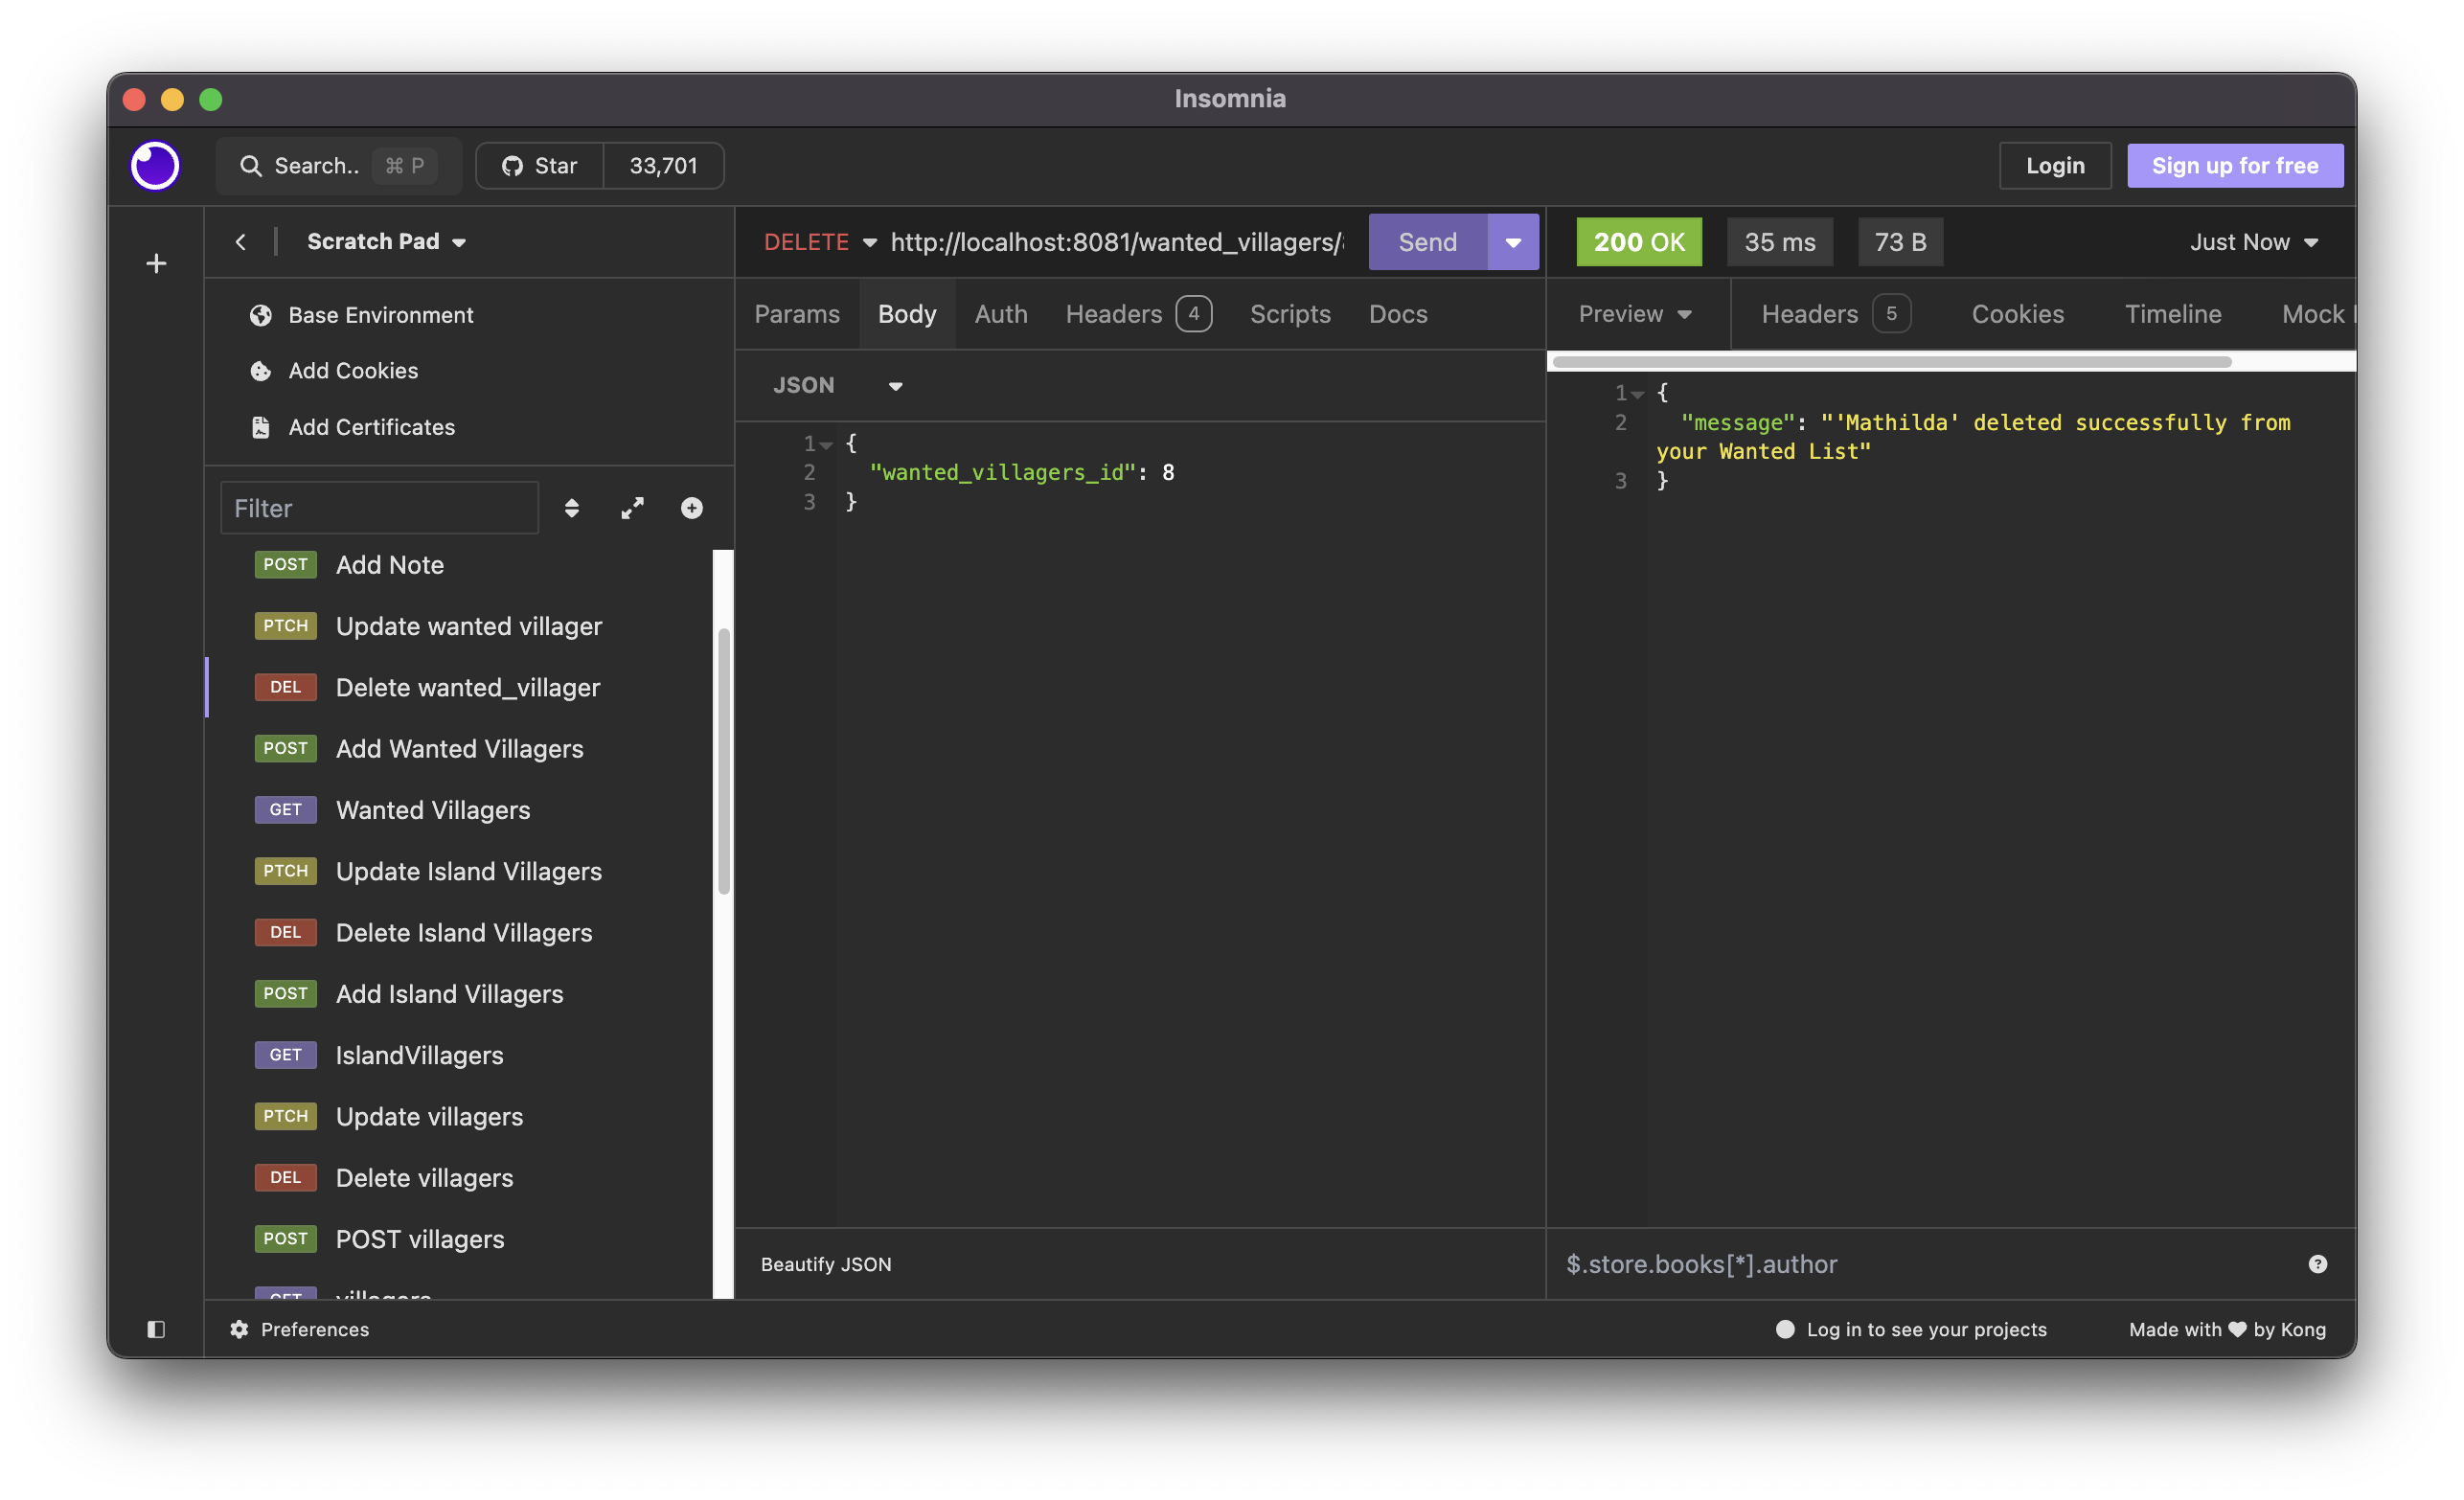 Insomnia
Search.. ⌘ P
Star 33,701
Login
Sign up for free
Scratch Pad
Base Environment
Add Cookies
Add Certificates
Filter
POST Add Note
PTCH Update wanted villager
DEL Delete wanted_villager
POST Add Wanted Villagers
GET Wanted Villagers
PTCH Update Island Villagers
DEL Delete Island Villagers
POST Add Island Villagers
GET IslandVillagers
PTCH Update villagers
DEL Delete villagers
POST POST villagers
GET villagers
Preferences
DELETE http://localhost:8081/wanted_villagers/
Send
Params Body Auth Headers 4 Scripts Docs
JSON
1 {
2 "wanted_villagers_id": 8
3 }
Beautify JSON
200 OK 35 ms 73 B Just Now
Preview Headers 5 Cookies Timeline Mock
1 {
2 "message": "'Mathilda' deleted successfully from
your Wanted List"
3 }
$.store.books[*].author
Log in to see your projects
Made with ♥ by Kong